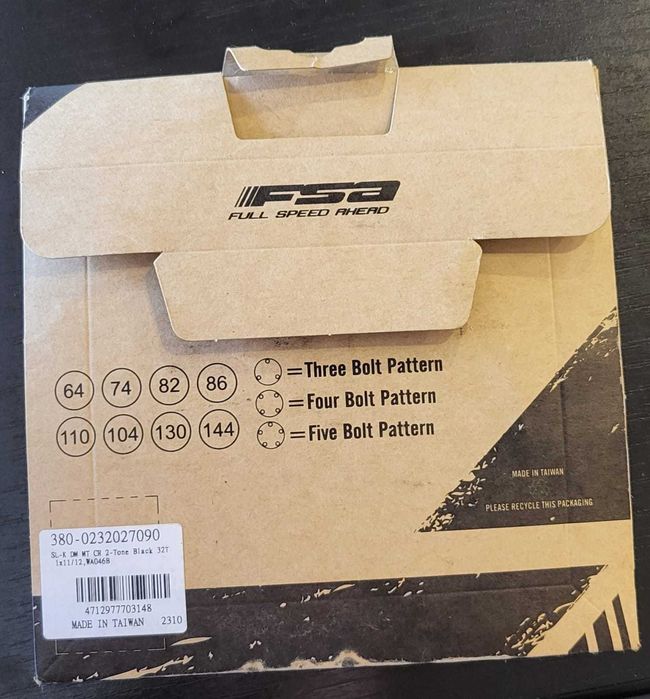 FSA
FULL SPEED AHEAD
64 74 82 86
110 104 130 144
=Three Bolt Pattern
=Four Bolt Pattern
=Five Bolt Pattern
MADE IN TAIWAN
PLEASE RECYCLE THIS PACKAGING
380-0232027090
SL-K DM MT CR 2-Tone Black 32T
1x11/12,WA046B
4712977703148
MADE IN TAIWAN 2310